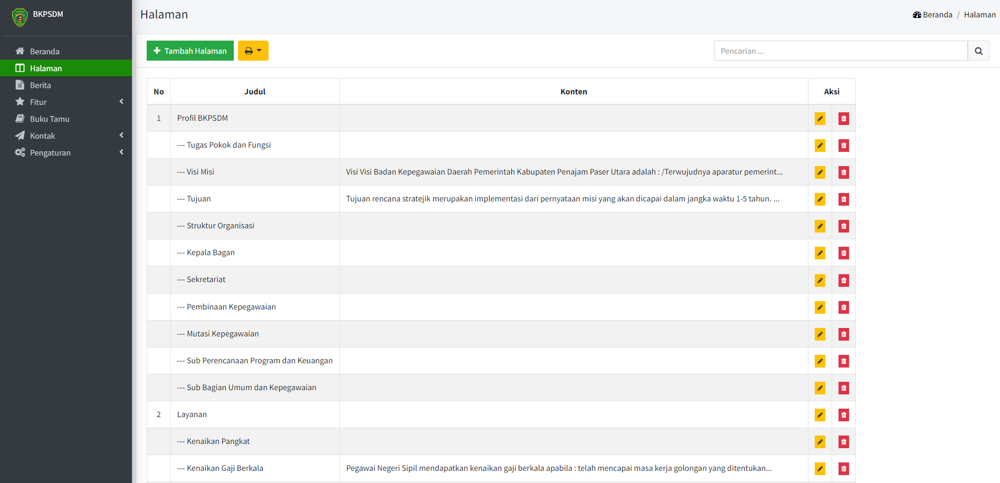 BKPSDM
Beranda
Halaman
Berita
Fitur
Buku Tamu
Kontak
Pengaturan
Halaman
Beranda / Halaman
Tambah Halaman
Pencarian ...
No Judul Konten Aksi
1 Profil BKPSDM
--- Tugas Pokok dan Fungsi
--- Visi Misi Visi Visi Badan Kepegawaian Daerah Pemerintah Kabupaten Penajam Paser Utara adalah : /Terwujudnya aparatur pemerint...
--- Tujuan Tujuan rencana stratejik merupakan implementasi dari pernyataan misi yang akan dicapai dalam jangka waktu 1-5 tahun. ...
--- Struktur Organisasi
--- Kepala Bagan
--- Sekretariat
--- Pembinaan Kepegawaian
--- Mutasi Kepegawaian
--- Sub Perencanaan Program dan Keuangan
--- Sub Bagian Umum dan Kepegawaian
2 Layanan
--- Kenaikan Pangkat
--- Kenaikan Gaji Berkala Pegawai Negeri Sipil mendapatkan kenaikan gaji berkala apabila : telah mencapai masa kerja golongan yang ditentukan...